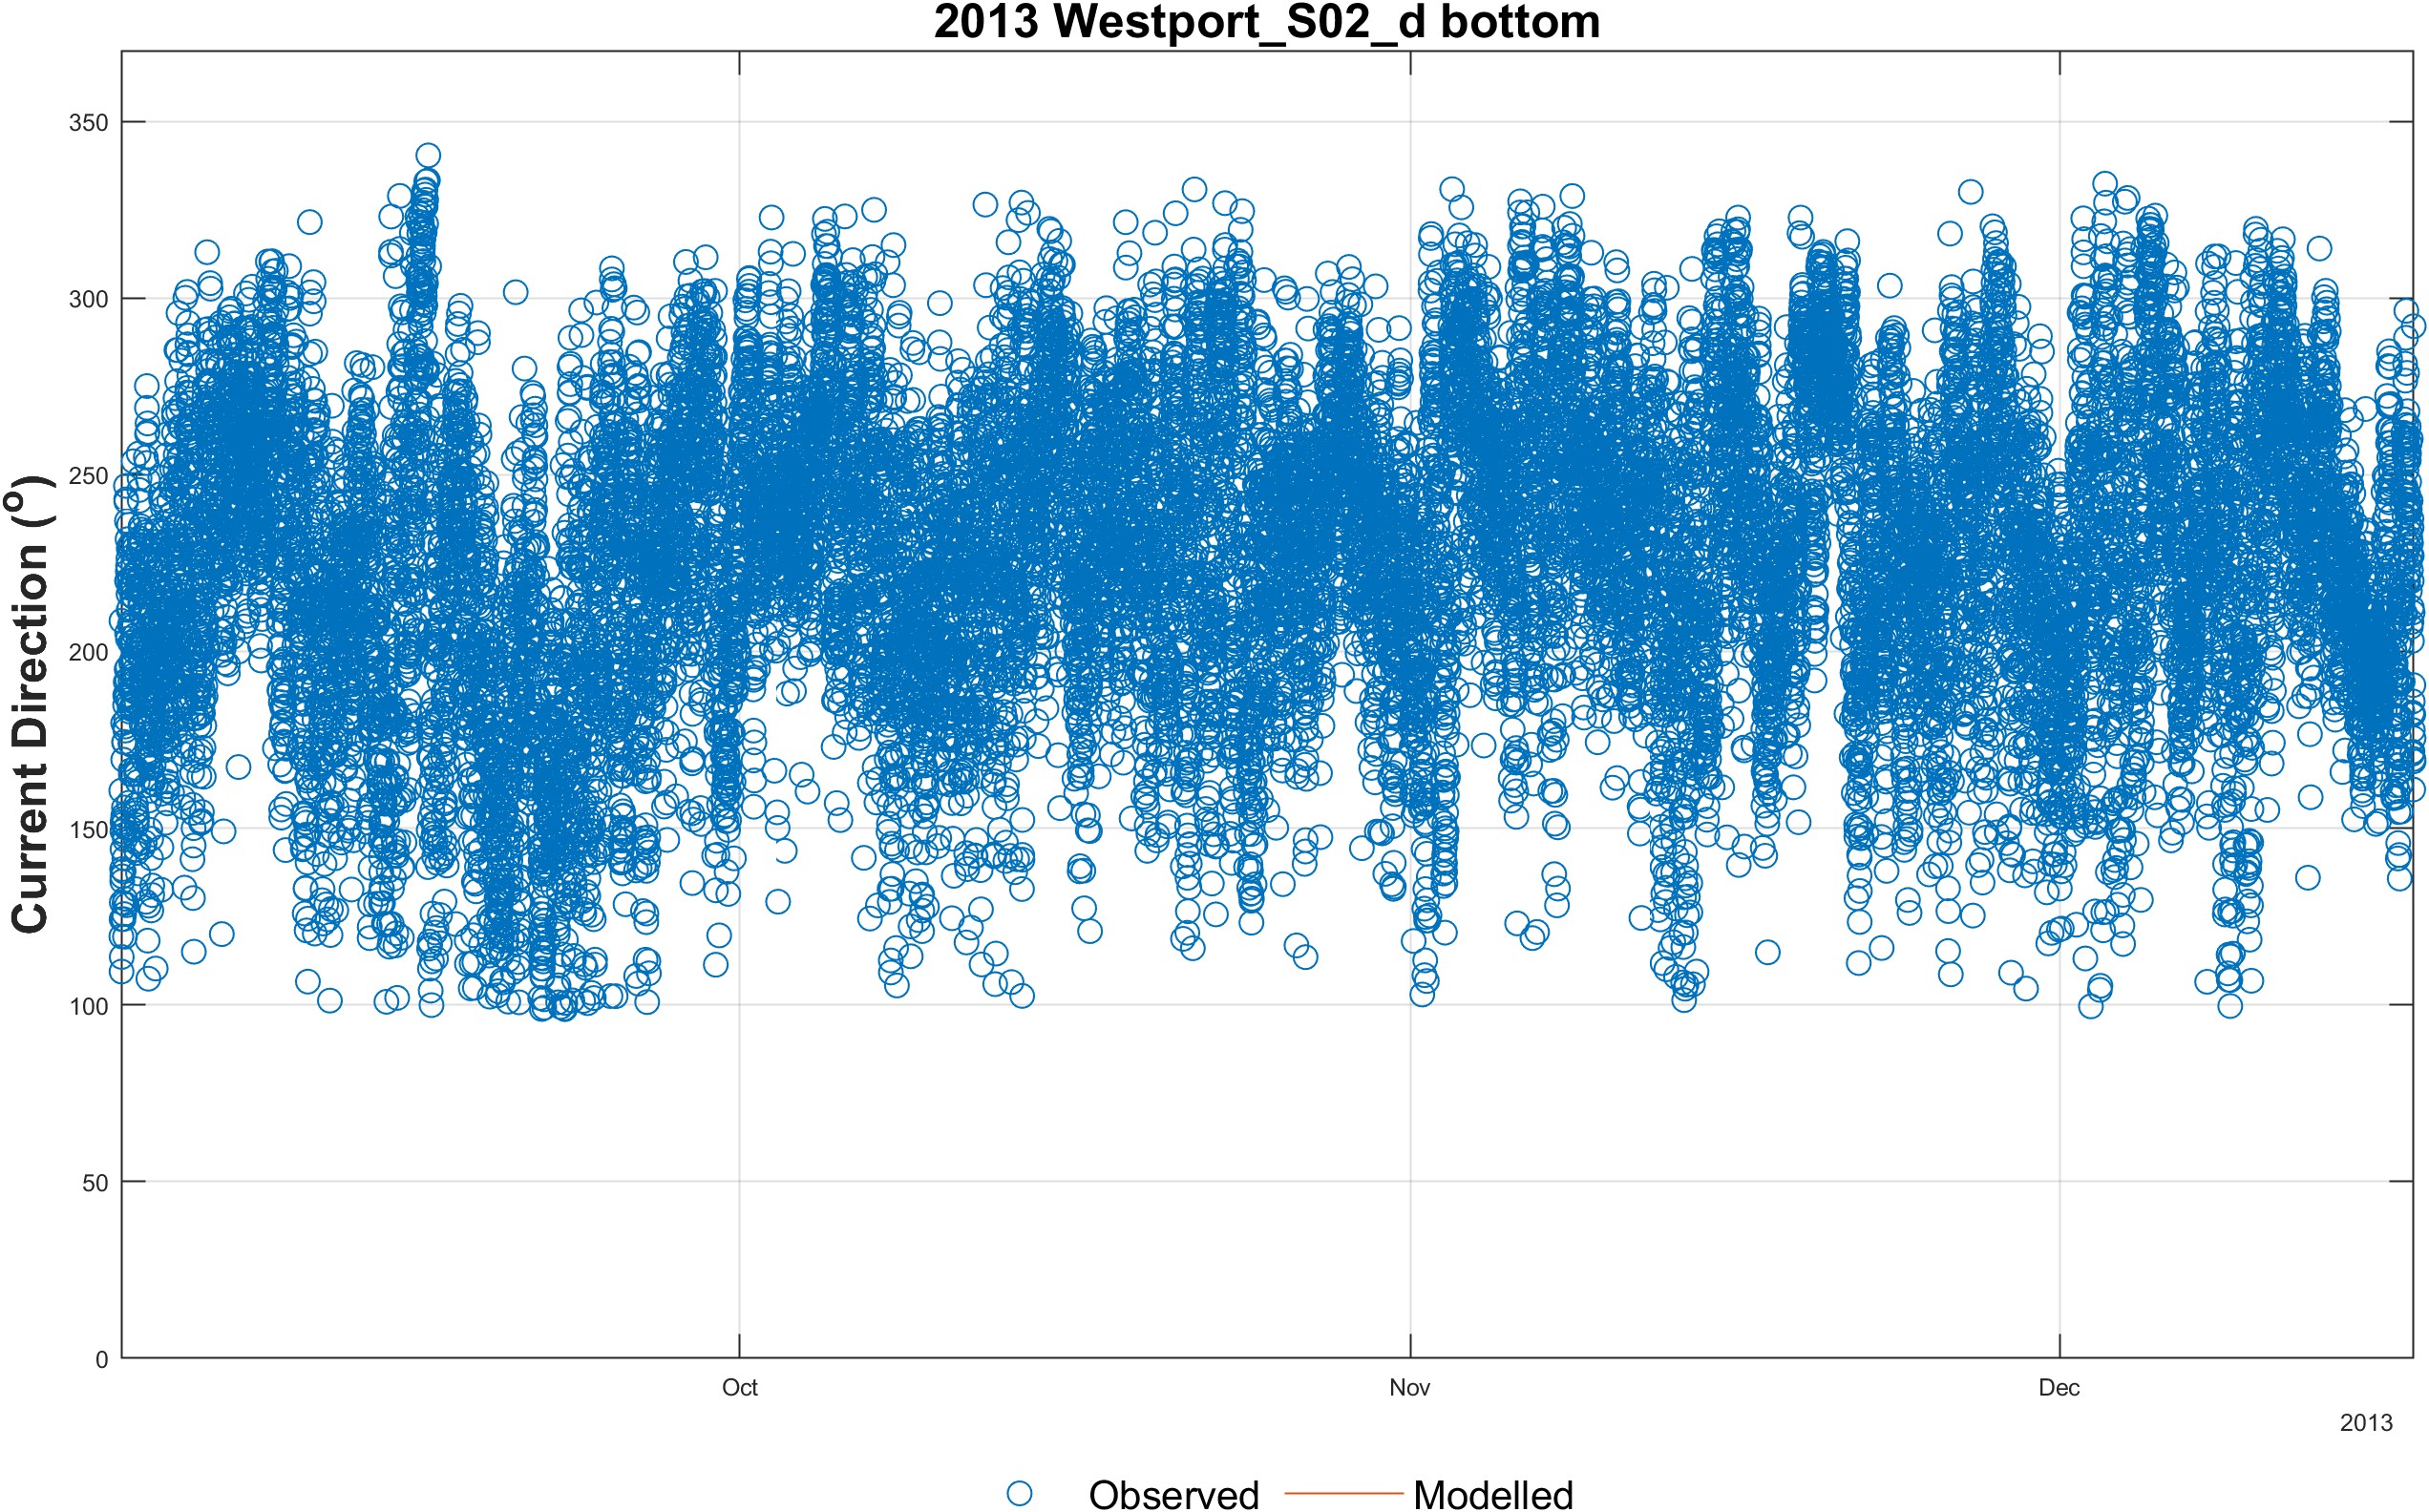 2013 Westport_S02_d bottom
Current Direction (º)
350
300
250
200
150
100
50
0
Oct Nov Dec
2013
Observed Modelled